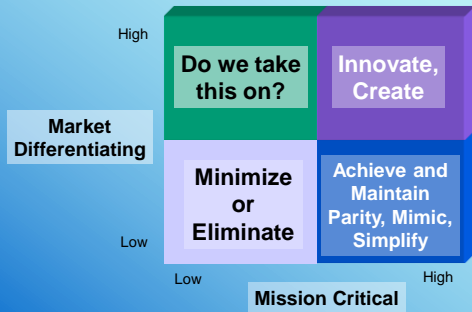 High
Do we take
this on?
Innovate,
Create
Market
Differentiating
Minimize
or
Eliminate
Achieve and
Maintain
Parity, Mimic,
Simplify
Low
Low
High
Mission Critical